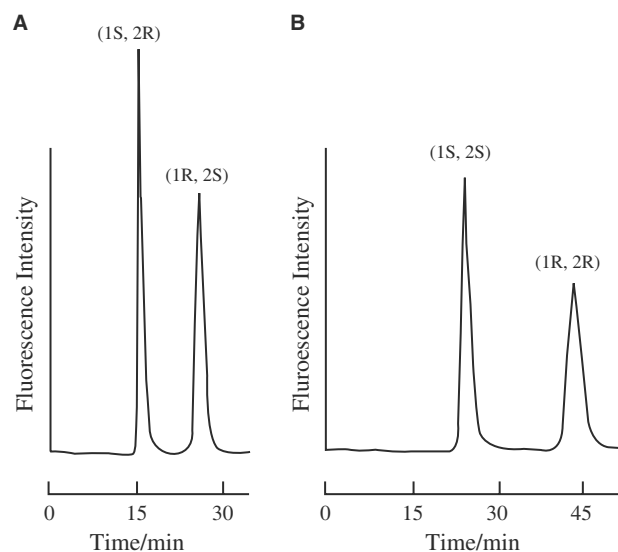 A
(1S, 2R)
(1R, 2S)
Fluorescence Intensity
0 15 30
Time/min
B
(1S, 2S)
(1R, 2R)
Fluroescence Intensity
0 15 30 45
Time/min